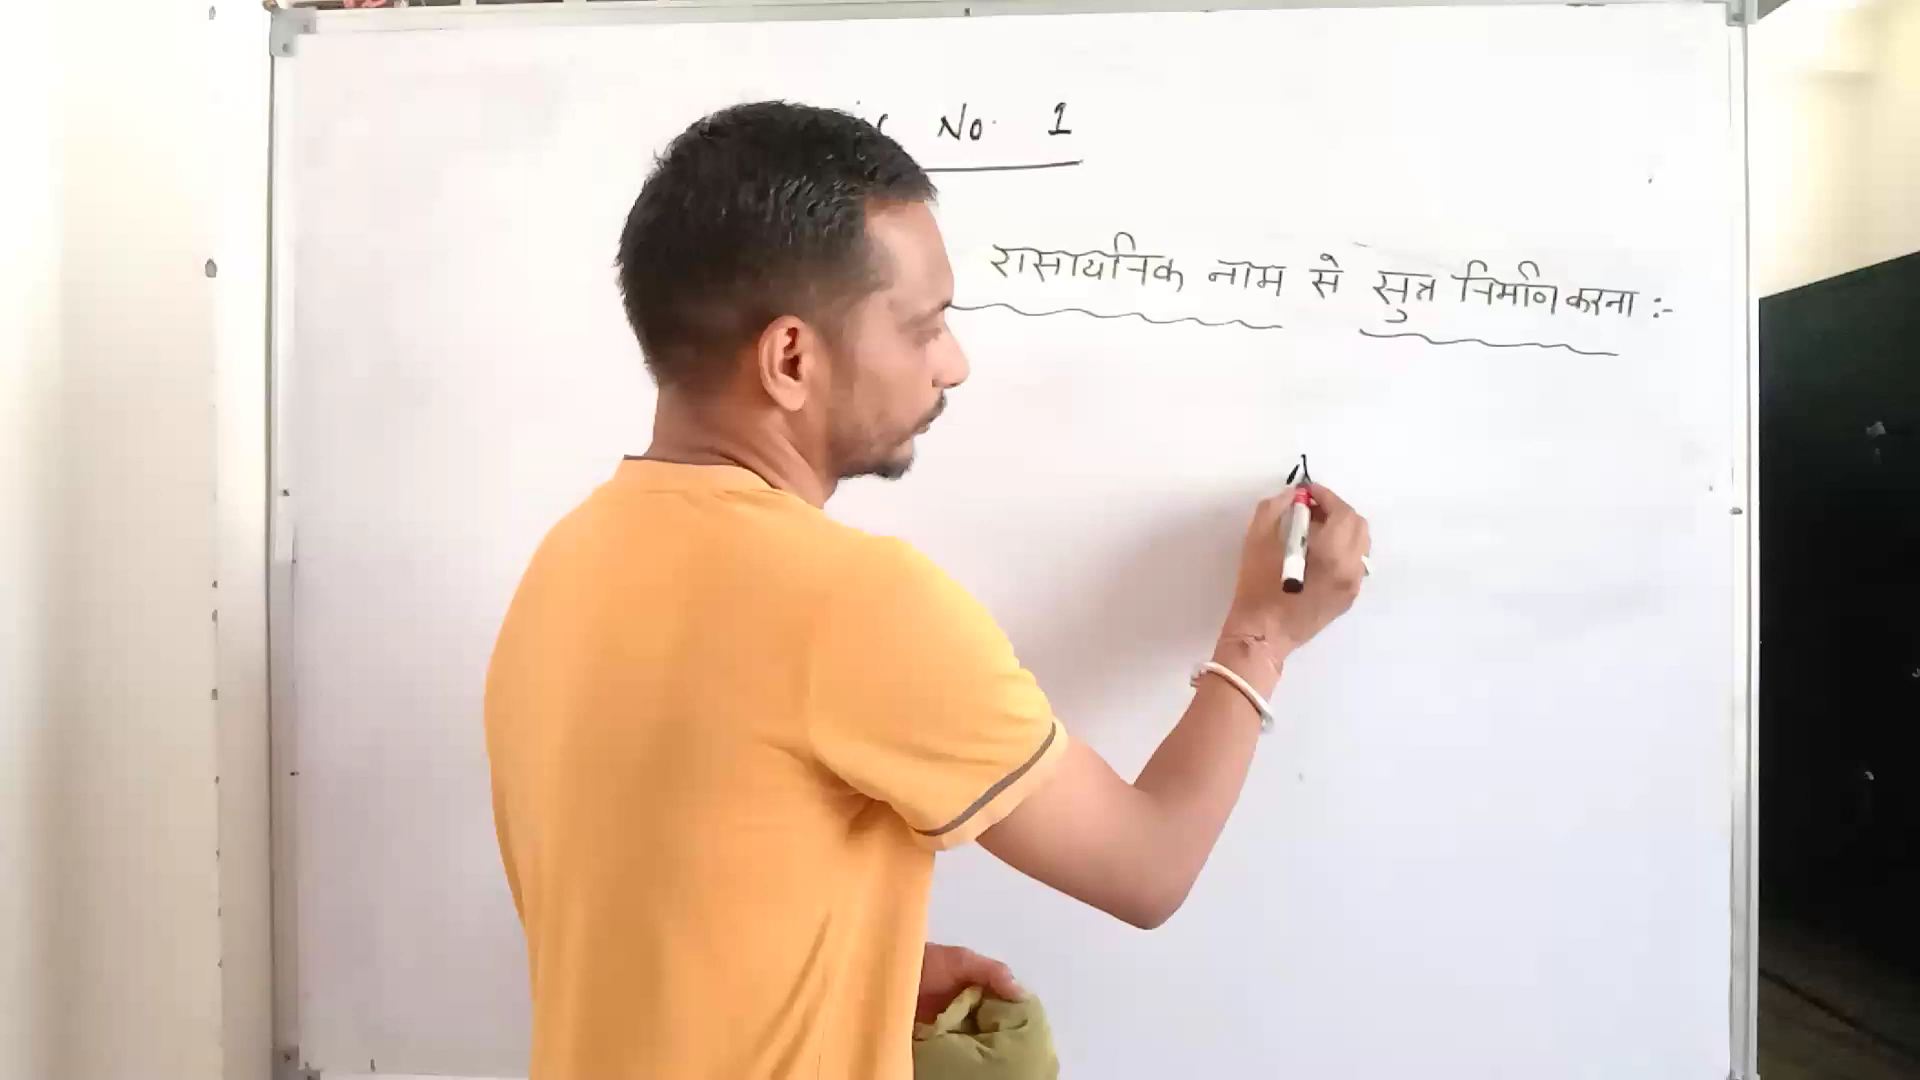 No. 1
रासायनिक नाम से सुत्र निर्माण करना :-